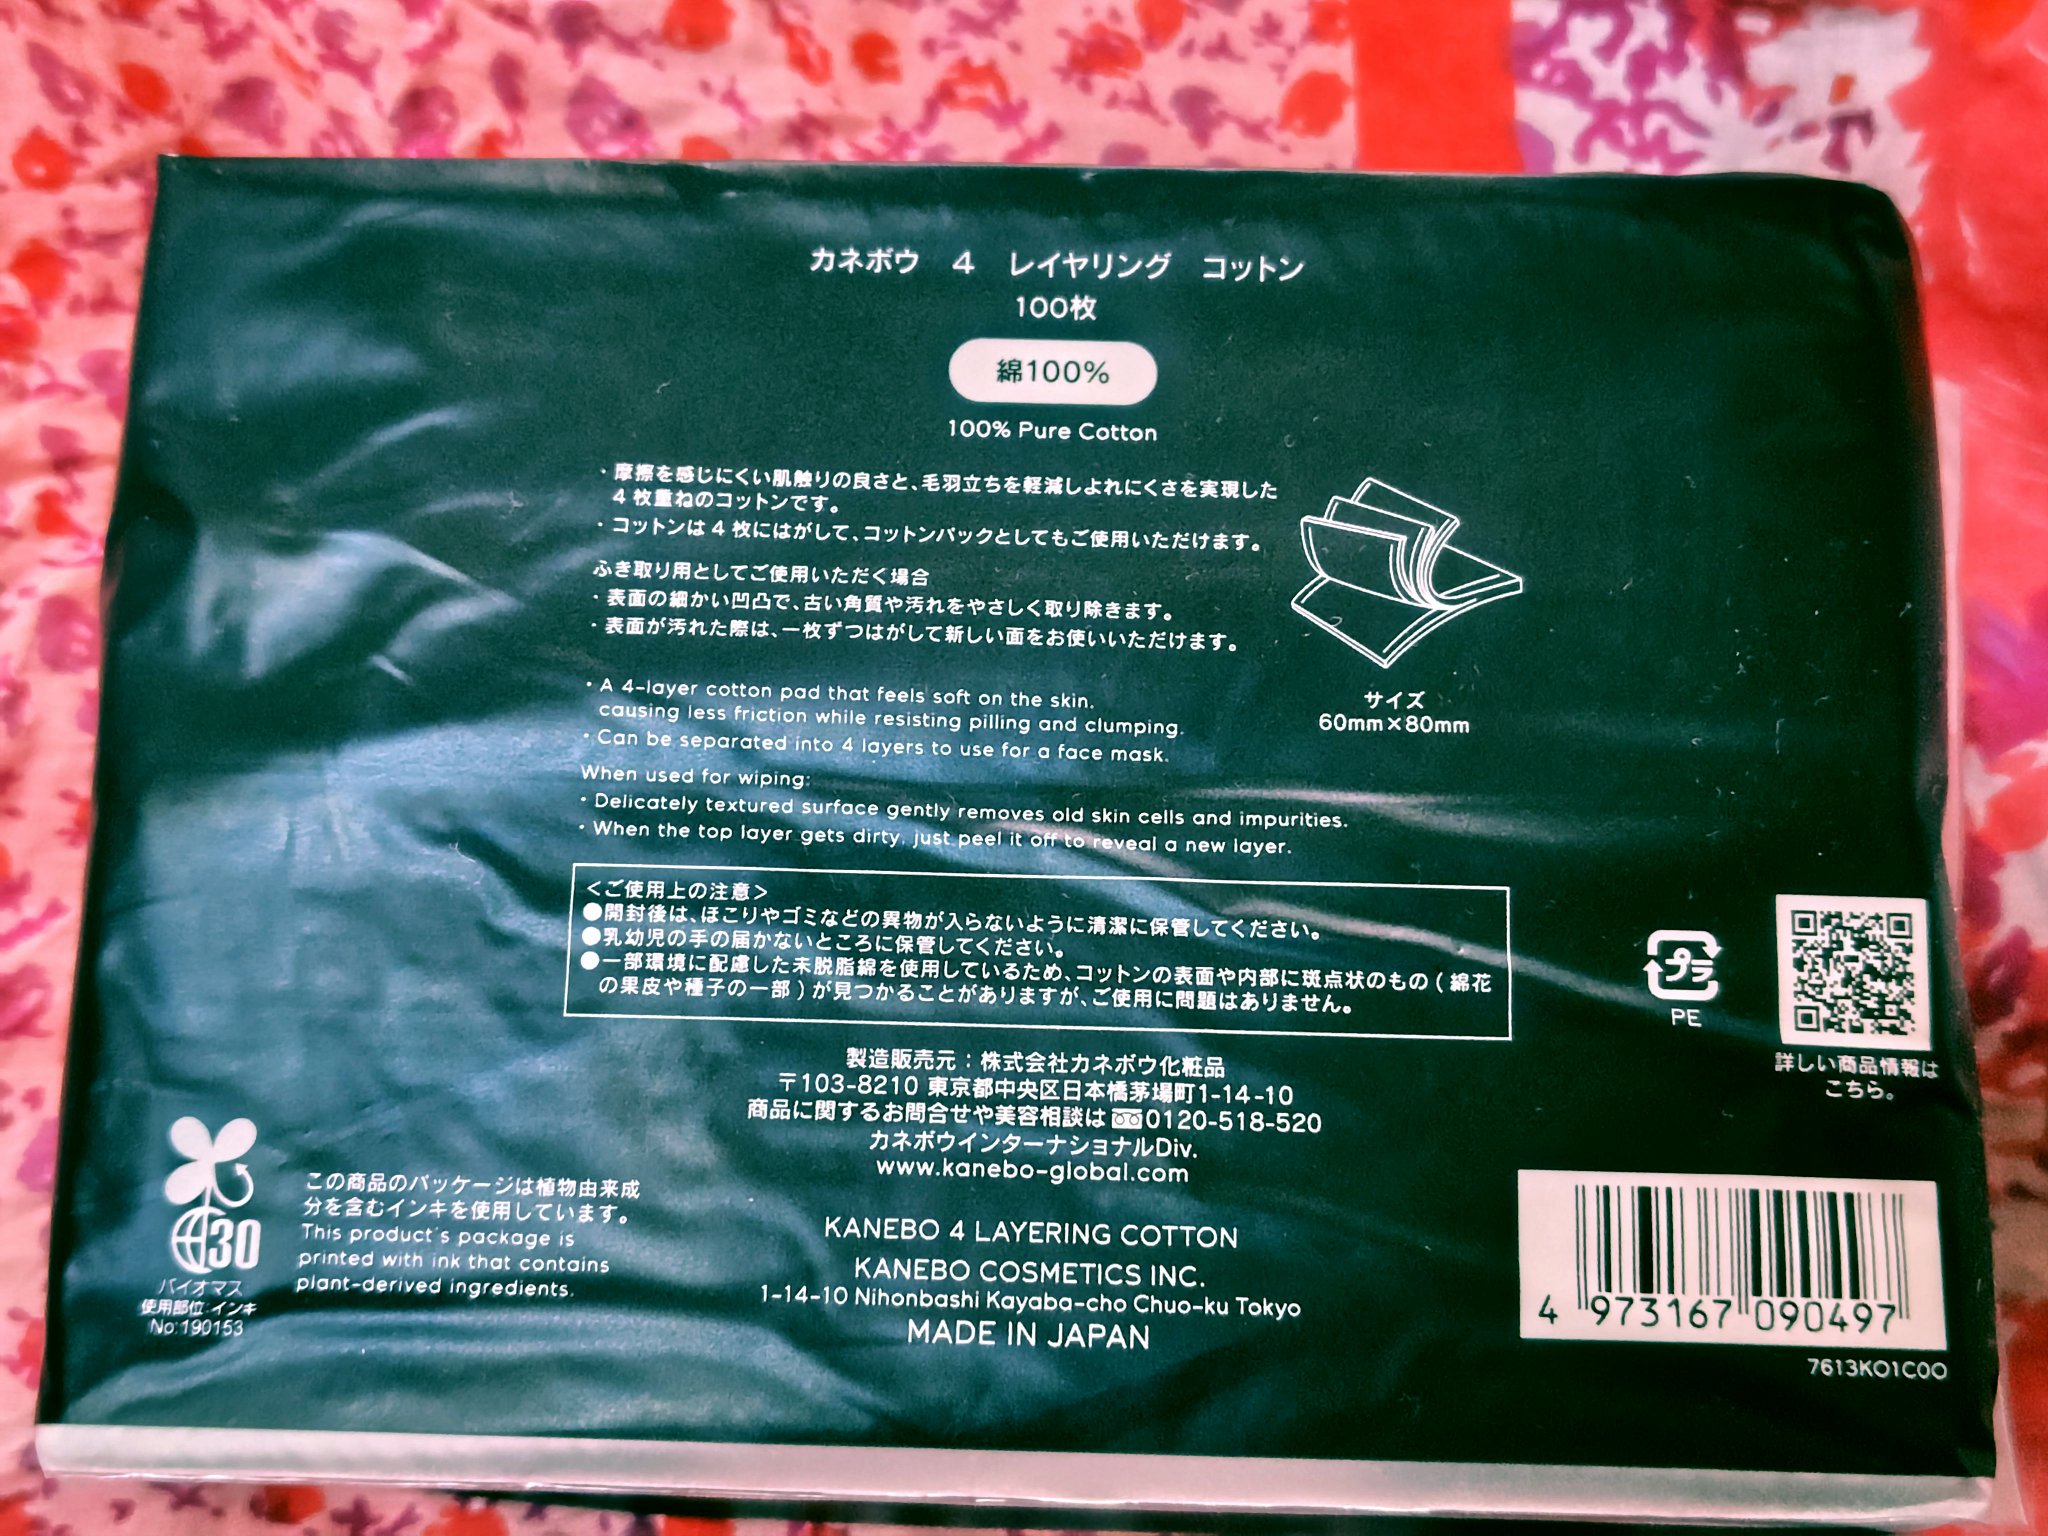 カネボウ 4 レイヤリング コットン
100枚
綿100%
100% Pure Cotton
・摩擦を感じにくい肌触りの良さと、毛羽立ちを軽減しよれにくさを実現した
4枚重ねのコットンです。
・コットンは4枚にはがして、コットンパックとしてもご使用いただけます。
ふき取り用としてご使用いただく場合
・表面の細かい凹凸で、古い角質や汚れをやさしく取り除きます。
・表面が汚れた際は、一枚ずつはがして新しい面をお使いいただけます。
・A 4-layer cotton pad that feels soft on the skin.
causing less friction while resisting pilling and clumping.
・Can be separated into 4 layers to use for a face mask.
When used for wiping:
・Delicately textured surface gently removes old skin cells and impurities.
・When the top layer gets dirty, just peel it off to reveal a new layer.
サイズ
60mm×80mm
＜ご使用上の注意＞
●開封後は、ほこりやゴミなどの異物が入らないように清潔に保管してください。
●乳幼児の手の届かないところに保管してください。
●一部環境に配慮した未脱脂綿を使用しているため、コットンの表面や内部に斑点状のもの(綿花
の果皮や種子の一部)が見つかることがありますが、ご使用に問題はありません。
プラ
PE
詳しい商品情報は
こちら。
製造販売元：株式会社カネボウ化粧品
〒103-8210 東京都中央区日本橋茅場町1-14-10
商品に関するお問合せや美容相談は 0120-518-520
カネボウインターナショナルDiv.
www.kanebo-global.com
KANEBO 4 LAYERING COTTON
KANEBO COSMETICS INC.
1-14-10 Nihonbashi Kayaba-cho Chuo-ku Tokyo
MADE IN JAPAN
30
バイオマス
使用部位:インキ
No:190153
この商品のパッケージは植物由来成
分を含むインキを使用しています。
This product's package is
printed with ink that contains
plant-derived ingredients.
4 973167 090497
7613K01C00